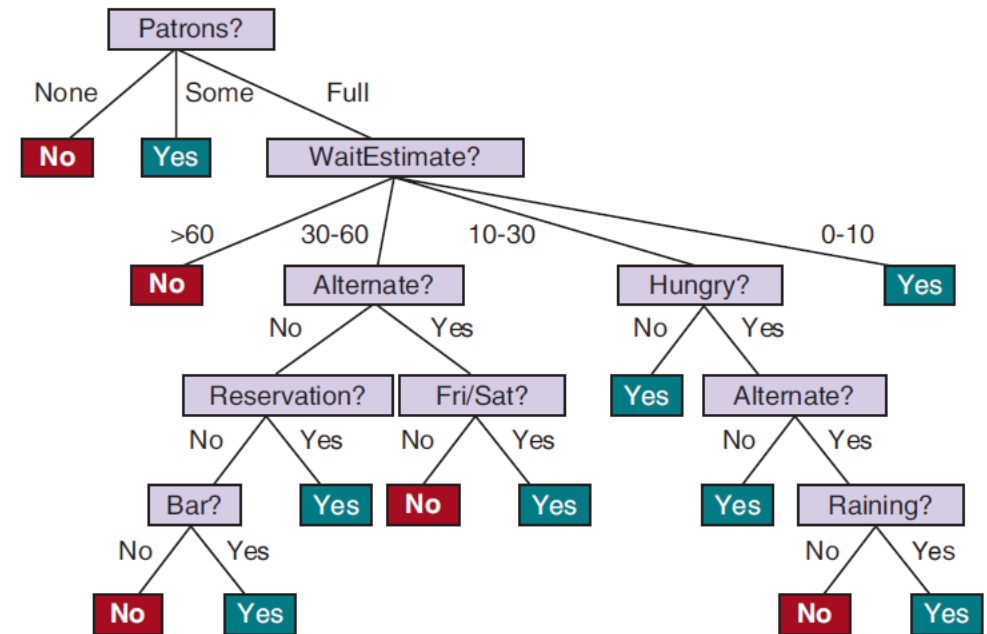 Patrons?
None Some Full
No Yes WaitEstimate?
>60 30-60 10-30 0-10
No Alternate? Hungry? Yes
No Yes No Yes
Reservation? Fri/Sat? Yes Alternate?
No Yes No Yes No Yes
Bar? Yes No Yes Yes Raining?
No Yes No Yes
No Yes No Yes